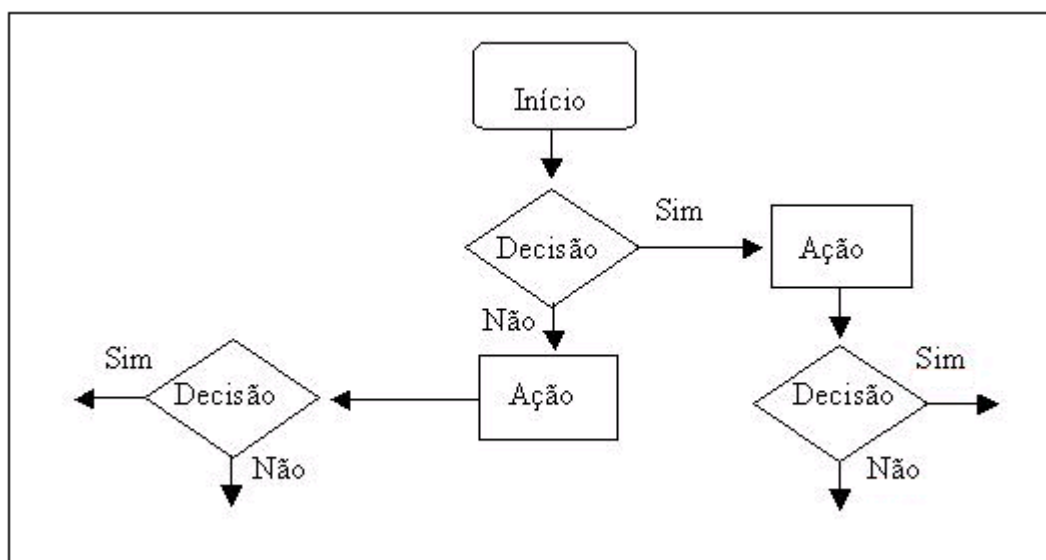 Início
Decisão
Sim
Ação
Não
Ação
Decisão
Sim
Não
Decisão
Sim
Não